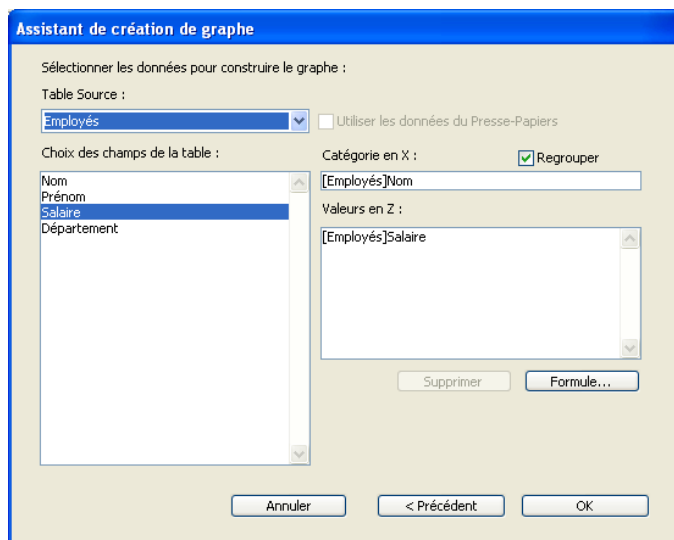 Assistant de création de graphe
Sélectionner les données pour construire le graphe :
Table Source :
Employés
Utiliser les données du Presse-Papiers
Choix des champs de la table :
Catégorie en X :
Regrouper
Nom
Prénom
Salaire
Département
[Employés]Nom
Valeurs en Z :
[Employés]Salaire
Supprimer
Formule...
Annuler
< Précédent
OK